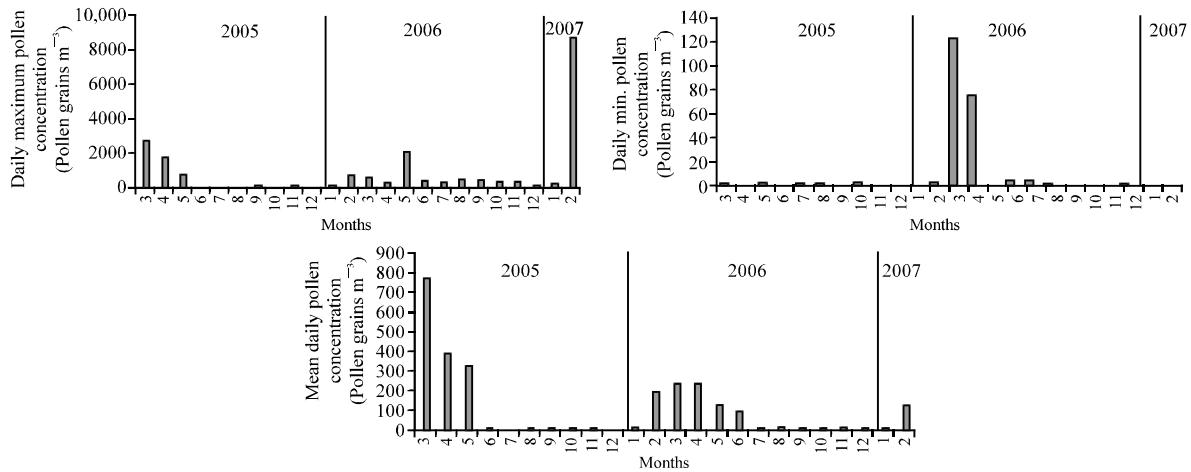 Daily maximum pollen
concentration
(Pollen grains m⁻³)
10,000
8000
6000
4000
2000
0
2005
2006
2007
3 4 5 6 7 8 9 10 11 12 1 2 3 4 5 6 7 8 9 10 11 12 1 2
Months
Daily min. pollen
concentration
(Pollen grains m⁻³)
140
120
100
80
60
40
20
0
2005
2006
2007
3 4 5 6 7 8 9 10 11 12 1 2 3 4 5 6 7 8 9 10 11 12 1 2
Months
Mean daily pollen
concentration
(Pollen grains m⁻³)
900
800
700
600
500
400
300
200
100
0
2005
2006
2007
3 4 5 6 7 8 9 10 11 12 1 2 3 4 5 6 7 8 9 10 11 12 1 2
Months